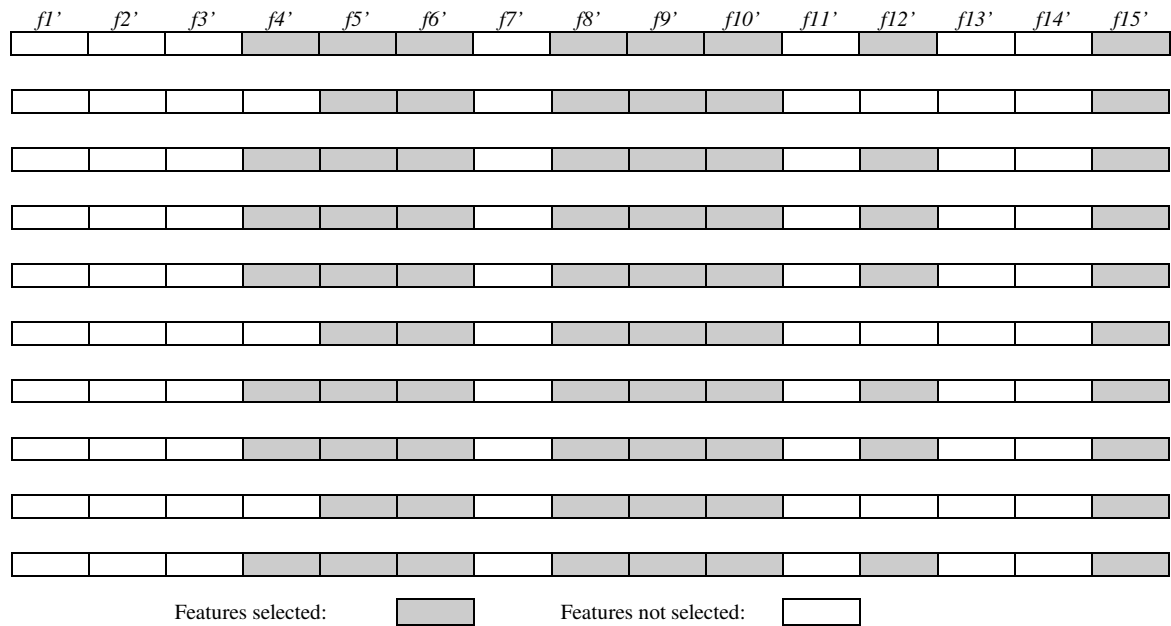 f1’ f2’ f3’ f4’ f5’ f6’ f7’ f8’ f9’ f10’ f11’ f12’ f13’ f14’ f15’
Features selected: Features not selected: